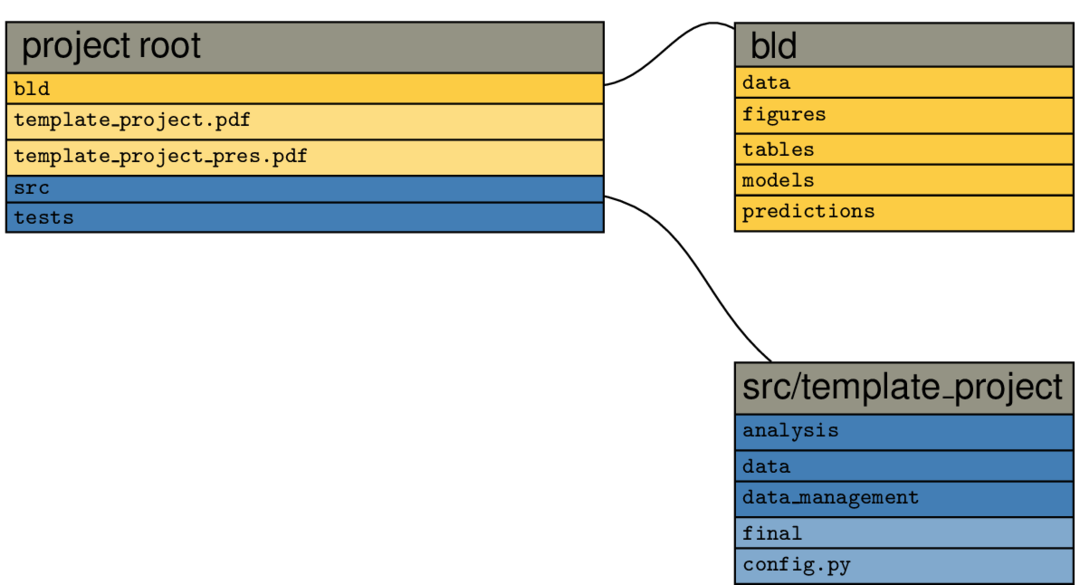 project root
bld
template_project.pdf
template_project_pres.pdf
src
tests
bld
data
figures
tables
models
predictions
src/template_project
analysis
data
data_management
final
config.py